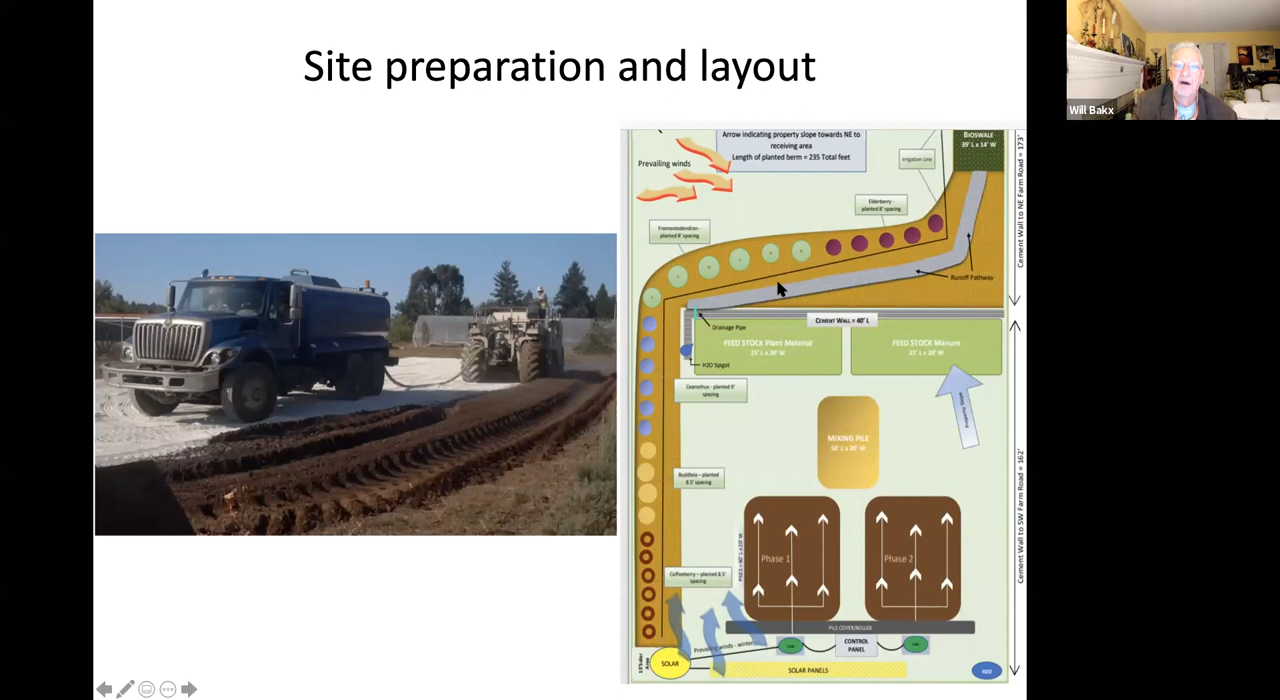 Site preparation and layout
Will Bakx
Arrow indicating property slope towards NE to
receiving area
Length of planted berm = 235 Total feet
BIOSWALE
39' L x 14' W
Prevailing winds
Irrigation Line
Elderberry -
planted 8' spacing
Fremontodendron -
planted 8' spacing
Cement Wall to NE Farm Road = 173'
Runoff Pathway
CEMENT WALL = 40' L
Drainage Pipe
FEED STOCK Plant Material
25' L x 20' W
FEED STOCK Manure
25' L x 20' W
H2O Spigot
Ceanothus - planted 9'
spacing
Property Slope
MIXING PILE
50' L x 20' W
Buddleia - planted
8.5' spacing
Cement Wall to SW Farm Road = 162'
Phase 1
Phase 2
Coffeeberry - planted 8.5'
spacing
PILE COVER/ROLLER
Prevailing winds - winter
CONTROL
PANEL
SOLAR
SOLAR PANELS
H2O